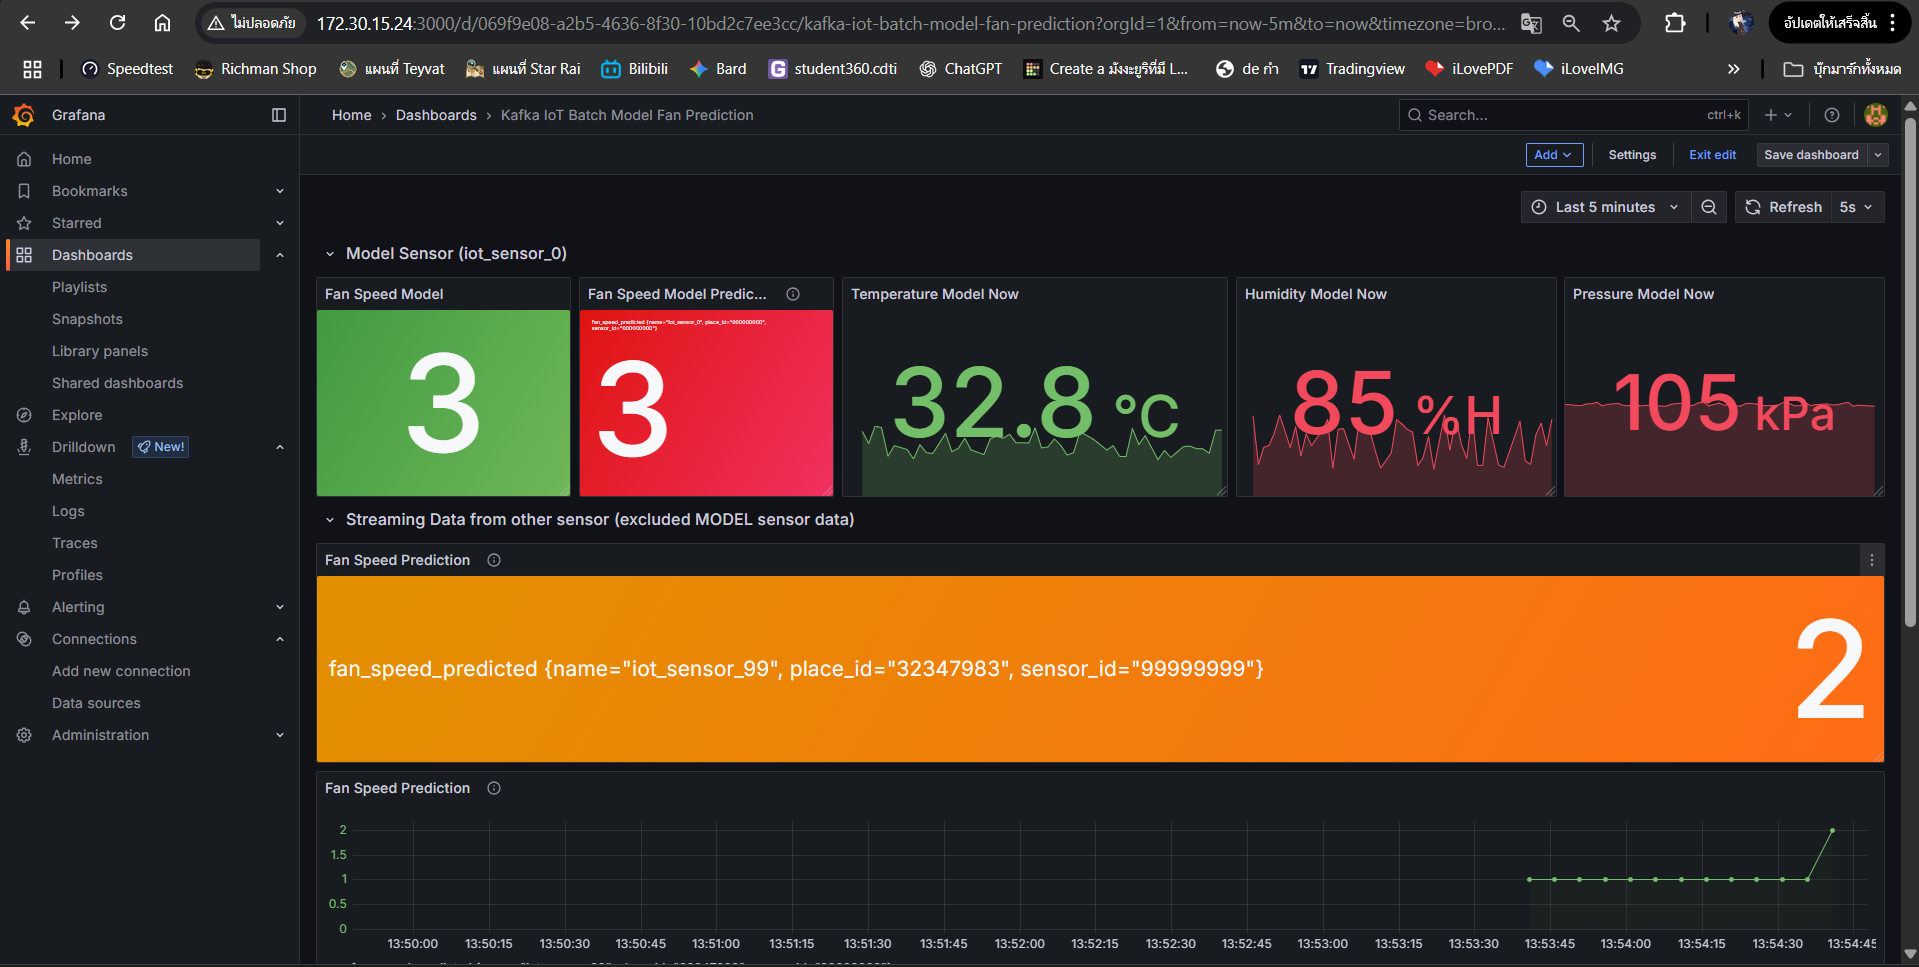 ไม่ปลอดภัย
172.30.15.24:3000/d/069f9e08-a2b5-4636-8f30-10bd2c7ee3cc/kafka-iot-batch-model-fan-prediction?orgId=1&from=now-5m&to=now&timezone=bro...
อัปเดตให้เสร็จสิ้น
Speedtest
Richman Shop
แผนที่ Teyvat
แผนที่ Star Rai
Bilibili
Bard
student360.cdti
ChatGPT
Create a มังงะยูริที่มี L...
de กำ
Tradingview
iLovePDF
iLoveIMG
บุ๊กมาร์กทั้งหมด
Grafana
Home › Dashboards › Kafka IoT Batch Model Fan Prediction
Search...
ctrl+k
Home
Bookmarks
Starred
Dashboards
Playlists
Snapshots
Library panels
Shared dashboards
Explore
Drilldown
New!
Metrics
Logs
Traces
Profiles
Alerting
Connections
Add new connection
Data sources
Administration
Add
Settings
Exit edit
Save dashboard
Last 5 minutes
Refresh
5s
Model Sensor (iot_sensor_0)
Fan Speed Model
3
Fan Speed Model Predic...
fan_speed_predicted {name="iot_sensor_0", place_id="000000000",
sensor_id="000000000"}
3
Temperature Model Now
32.8 °C
Humidity Model Now
85 %H
Pressure Model Now
105 kPa
Streaming Data from other sensor (excluded MODEL sensor data)
Fan Speed Prediction
fan_speed_predicted {name="iot_sensor_99", place_id="32347983", sensor_id="99999999"}
2
Fan Speed Prediction
2
1.5
1
0.5
0
13:50:00
13:50:15
13:50:30
13:50:45
13:51:00
13:51:15
13:51:30
13:51:45
13:52:00
13:52:15
13:52:30
13:52:45
13:53:00
13:53:15
13:53:30
13:53:45
13:54:00
13:54:15
13:54:30
13:54:45